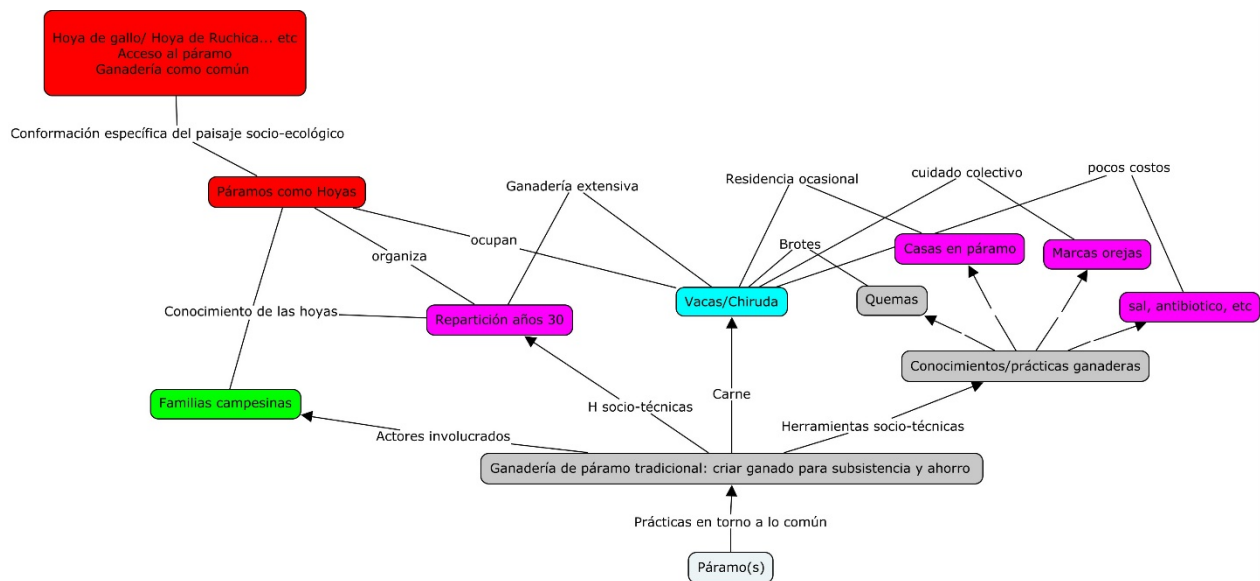 Hoya de gallo/ Hoya de Ruchica... etc
Acceso al páramo
Ganadería como común
Conformación específica del paisaje socio-ecológico
Páramos como Hoyas
Ganadería extensiva
Residencia ocasional
cuidado colectivo
pocos costos
ocupan
organiza
Brotes
Casas en páramo
Marcas orejas
Conocimiento de las hoyas
Repartición años 30
Vacas/Chiruda
Quemas
sal, antibiotico, etc
Conocimientos/prácticas ganaderas
Familias campesinas
Carne
H socio-técnicas
Herramientas socio-técnicas
Actores involucrados
Ganadería de páramo tradicional: criar ganado para subsistencia y ahorro
Prácticas en torno a lo común
Páramo(s)